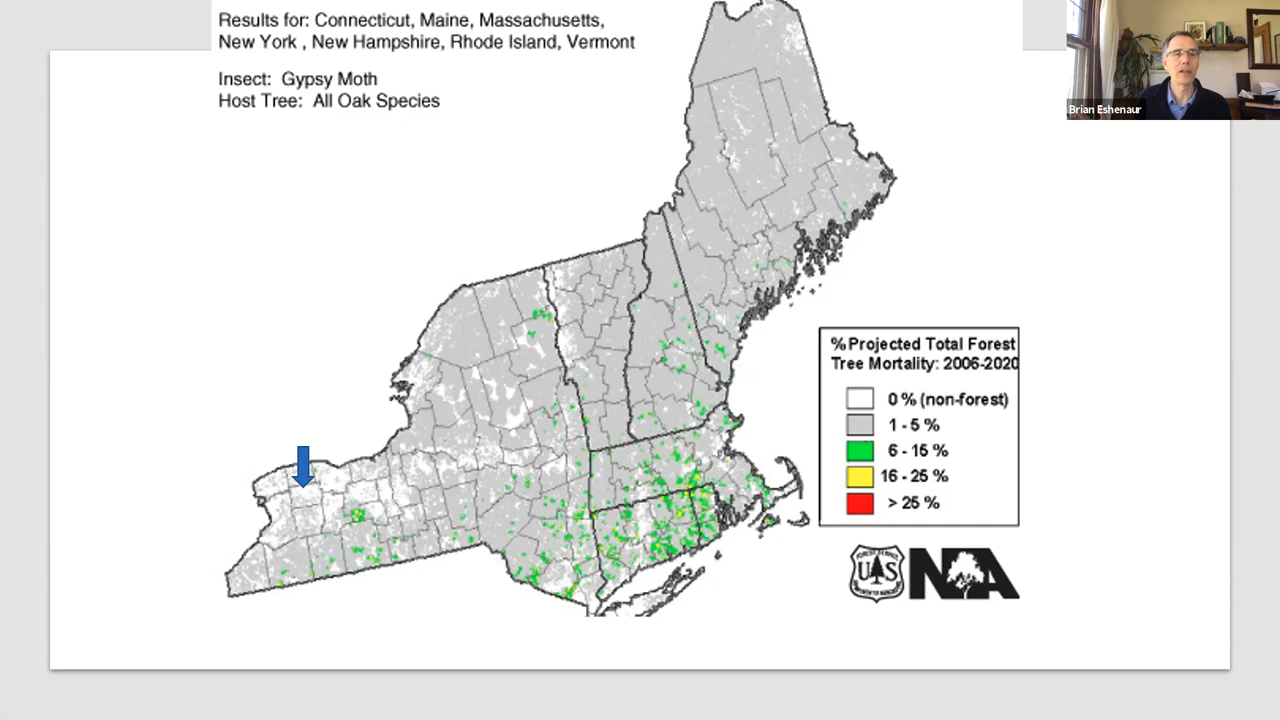 Results for: Connecticut, Maine, Massachusetts,
New York , New Hampshire, Rhode Island, Vermont
Insect: Gypsy Moth
Host Tree: All Oak Species
Brian Eshenaur
% Projected Total Forest
Tree Mortality: 2006-2020
0 % (non-forest)
1 - 5 %
6 - 15 %
16 - 25 %
> 25 %
FOREST SERVICE
U S
NA